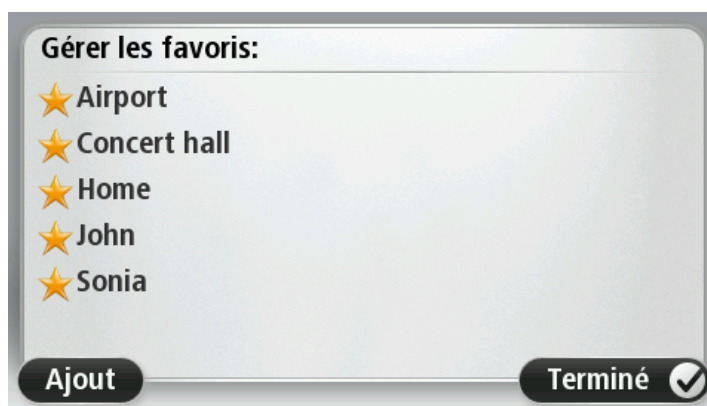 Gérer les favoris:
Airport
Concert hall
Home
John
Sonia
Ajout
Terminé